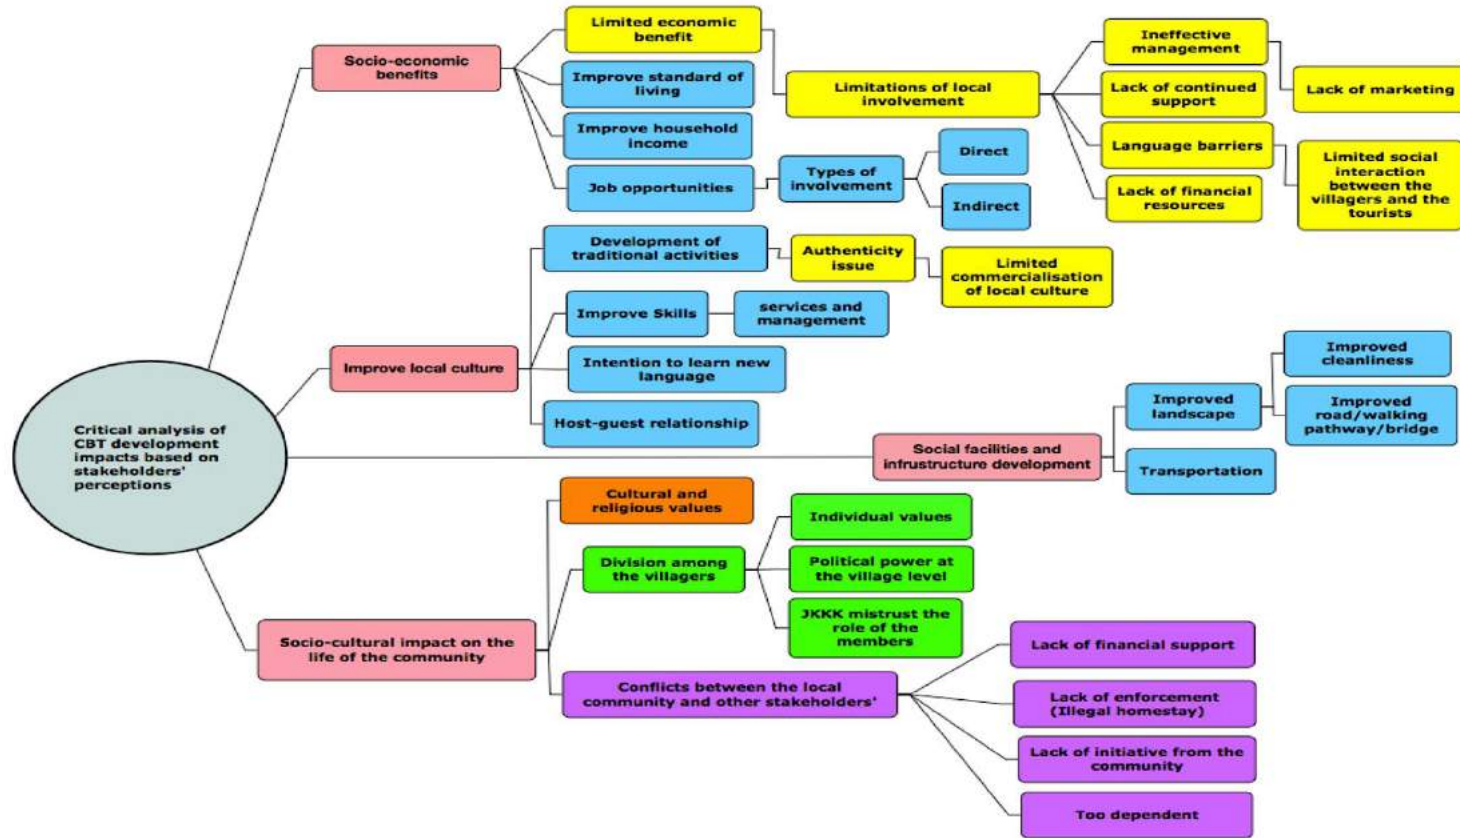 Critical analysis of
CBT development
impacts based on
stakeholders'
perceptions
Socio-economic
benefits
Limited economic
benefit
Improve standard of
living
Improve household
income
Job opportunities
Types of
involvement
Direct
Indirect
Limitations of local
involvement
Ineffective
management
Lack of continued
support
Language barriers
Lack of financial
resources
Lack of marketing
Limited social
interaction
between the
villagers and the
tourists
Improve local culture
Development of
traditional activities
Authenticity
issue
Limited
commercialisation
of local culture
Improve Skills
services and
management
Intention to learn new
language
Host-guest relationship
Social facilities and
infrustructure development
Improved
landscape
Improved
cleanliness
Improved
road/walking
pathway/bridge
Transportation
Socio-cultural impact on the
life of the community
Cultural and
religious values
Division among
the villagers
Individual values
Political power at
the village level
JKKK mistrust the
role of the
members
Conflicts between the local
community and other stakeholders'
Lack of financial support
Lack of enforcement
(Illegal homestay)
Lack of initiative from the
community
Too dependent